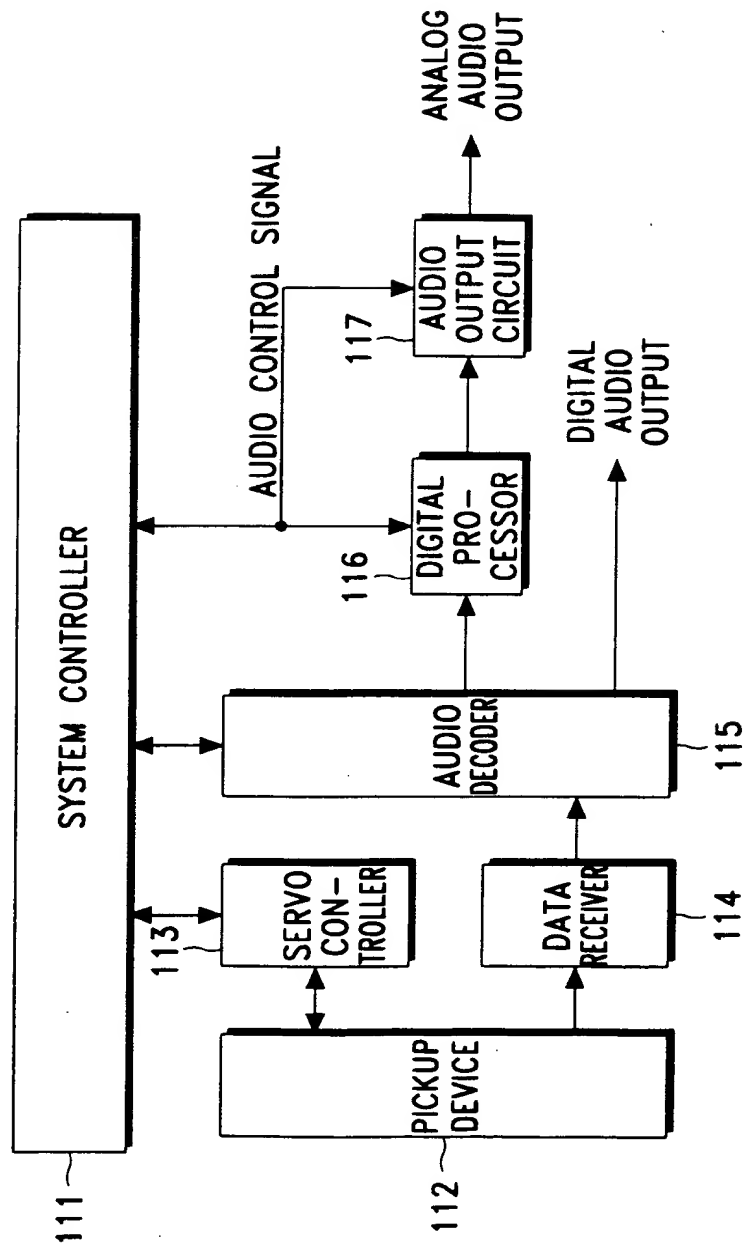 111
SYSTEM CONTROLLER
112
PICKUP
DEVICE
113
SERVO
CON-
TROLLER
114
DATA
RECEIVER
115
AUDIO
DECODER
AUDIO CONTROL SIGNAL
116
DIGITAL
PRO-
CESSOR
117
AUDIO
OUTPUT
CIRCUIT
ANALOG
AUDIO
OUTPUT
DIGITAL
AUDIO
OUTPUT